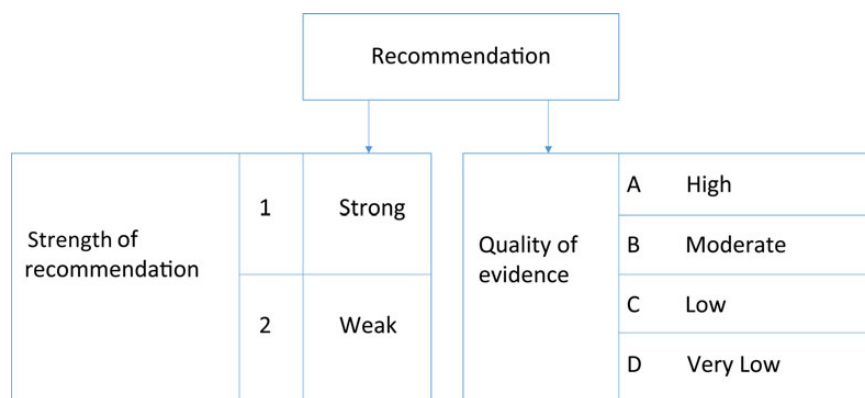 Recommendation
Strength of
recommendation
1 Strong
2 Weak
Quality of
evidence
A High
B Moderate
C Low
D Very Low